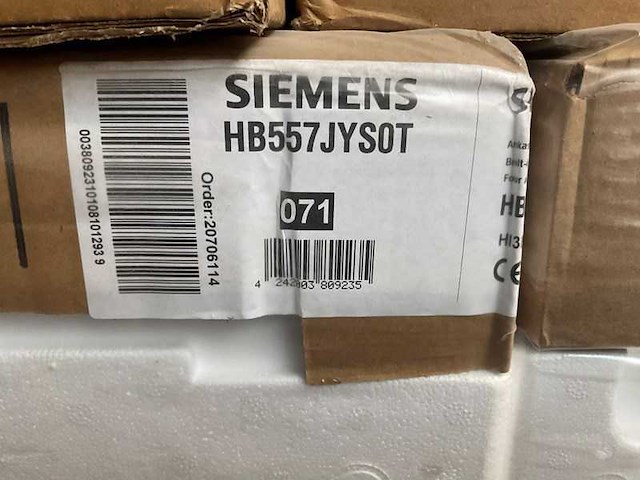 SIEMENS
HB557JYS0T
071
4 242003 809235
Order:20706114
003809231010810129 3 9
HB
HI3
CE